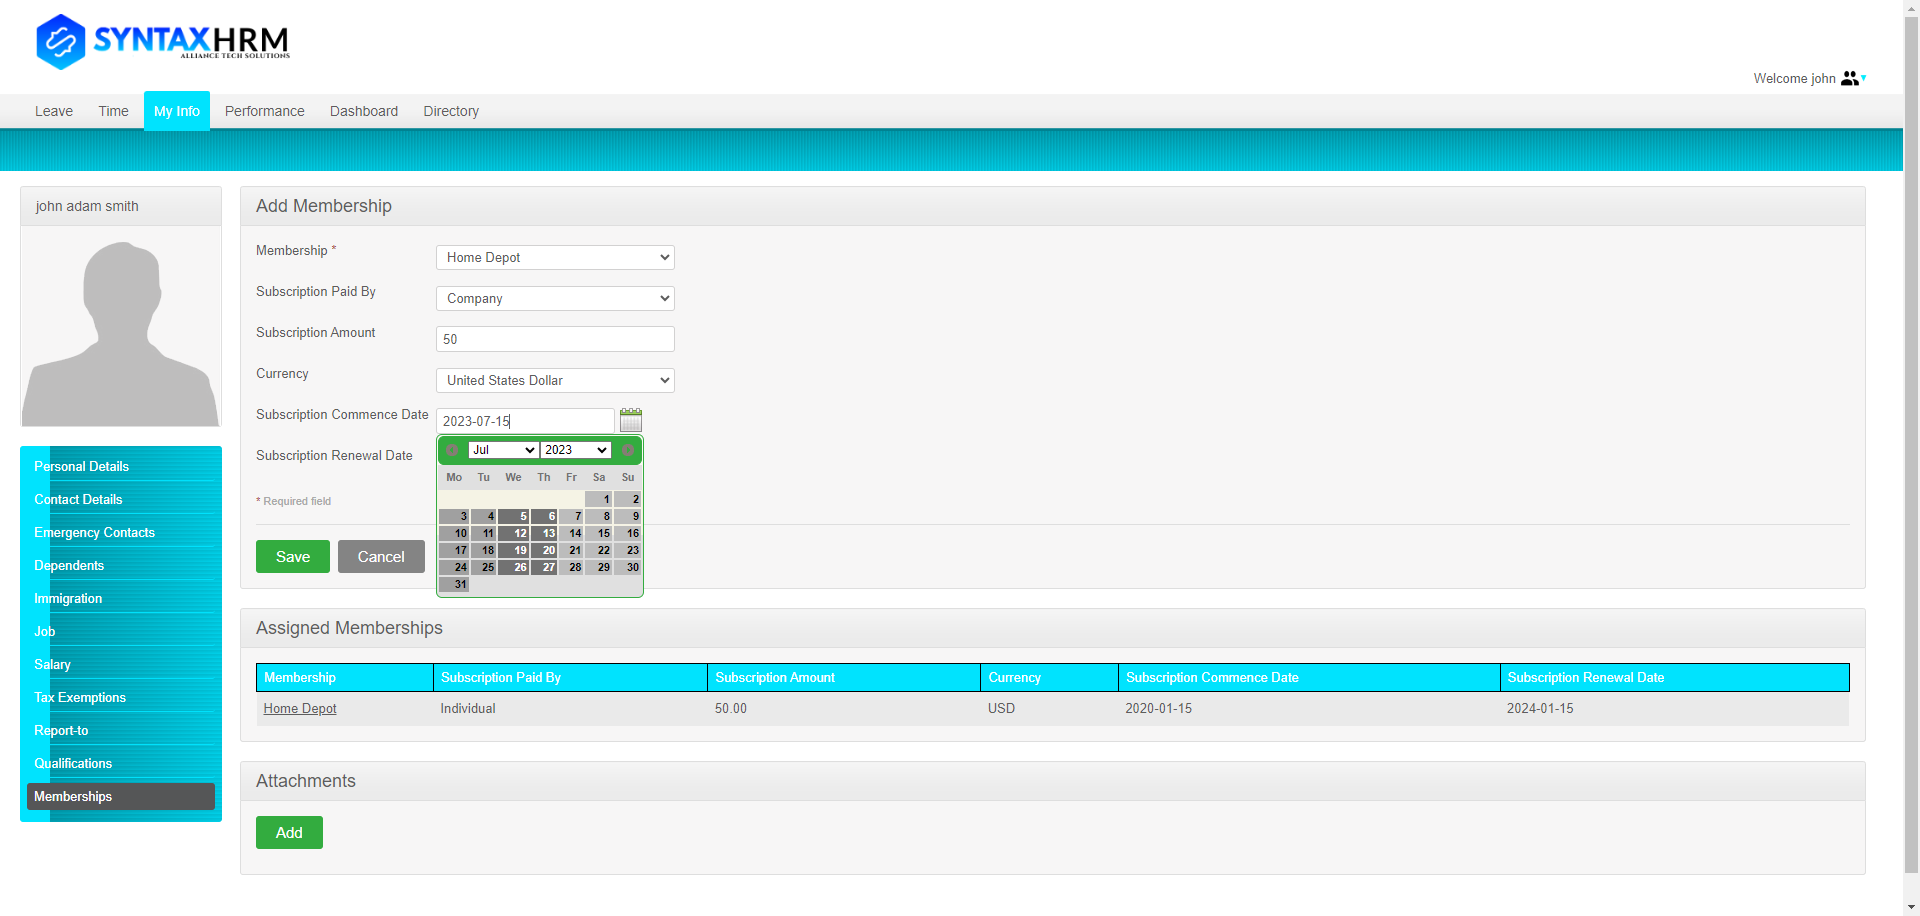 SYNTAXHRM
ALLIANCE TECH SOLUTIONS
Welcome john
Leave Time My Info Performance Dashboard Directory
john adam smith
Personal Details
Contact Details
Emergency Contacts
Dependents
Immigration
Job
Salary
Tax Exemptions
Report-to
Qualifications
Memberships
Add Membership
Membership * Home Depot
Subscription Paid By Company
Subscription Amount 50
Currency United States Dollar
Subscription Commence Date 2023-07-15
Subscription Renewal Date
Jul 2023
Mo Tu We Th Fr Sa Su
1 2
3 4 5 6 7 8 9
10 11 12 13 14 15 16
17 18 19 20 21 22 23
24 25 26 27 28 29 30
31
* Required field
Save Cancel
Assigned Memberships
Membership Subscription Paid By Subscription Amount Currency Subscription Commence Date Subscription Renewal Date
Home Depot Individual 50.00 USD 2020-01-15 2024-01-15
Attachments
Add